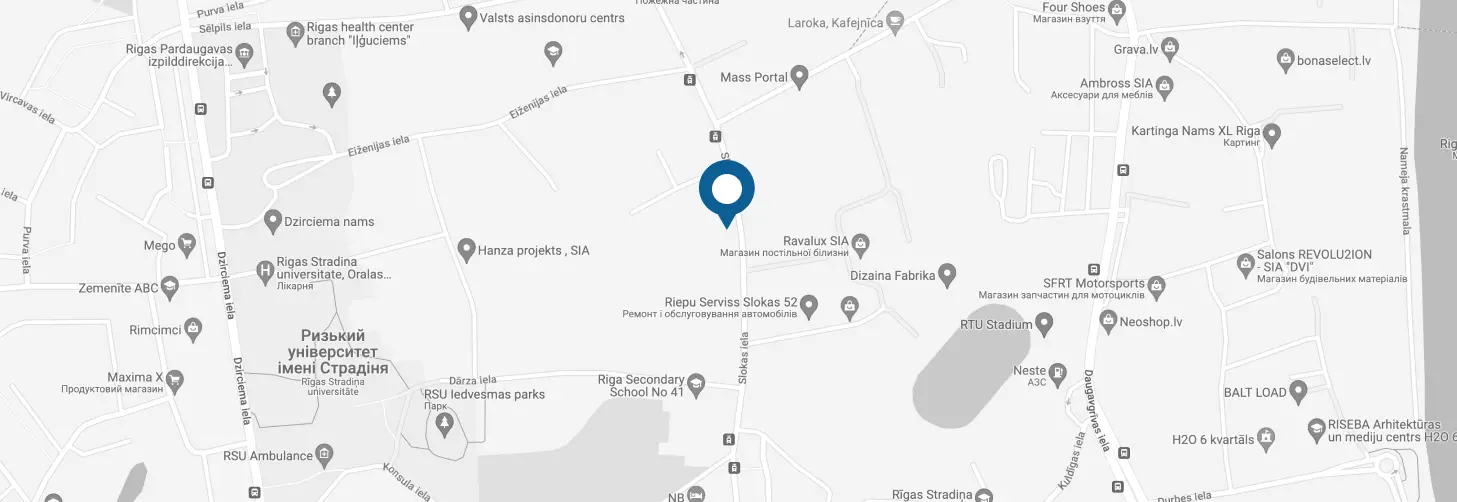 Purva iela
Sēlpils iela
Rigas health center
branch "Iļģuciems"
Valsts asinsdonoru centrs
Пожежна частина
Laroka, Kafejnīca
Four Shoes
Магазин взуття
Grava.lv
bonaselect.lv
Rigas Pardaugavas
izpilddirekcija...
Mass Portal
Ambross SIA
Аксесуари для меблів
Vircavas iela
Eiženijas iela
Eiženijas iela
Kartinga Nams XL Riga
Картинг
Nameja krastmala
Purva iela
Mego
Dzirciema nams
Dzirciema iela
Hanza projekts , SIA
Ravalux SIA
Магазин постільної білизни
Salons REVOLU2ION
- SIA "DVI"
Магазин будівельних матеріалів
Rigas Stradina
universitate, Oralas...
Лікарня
Zemenīte ABC
Dizaina Fabrika
SFRT Motorsports
Магазин запчастин для мотоциклів
Riepu Serviss Slokas 52
Ремонт і обслуговування автомобілів
Rimcimci
RTU Stadium
Neoshop.lv
Ризький
університет
імені Страдіня
Rīgas Stradiņa
universitāte
Slokas iela
Maxima X
Продуктовий магазин
Dzirciema iela
Dārza iela
Riga Secondary
School No 41
Neste
АЗС
Daugavgrīvas iela
BALT LOAD
RSU Iedvesmas parks
Парк
RISEBA Arhitektūras
un mediju centrs H2O 6
H2O 6 kvartāls
RSU Ambulance
Konsula iela
Kuldīgas iela
NB
Rīgas Stradiņa
Durbes iela